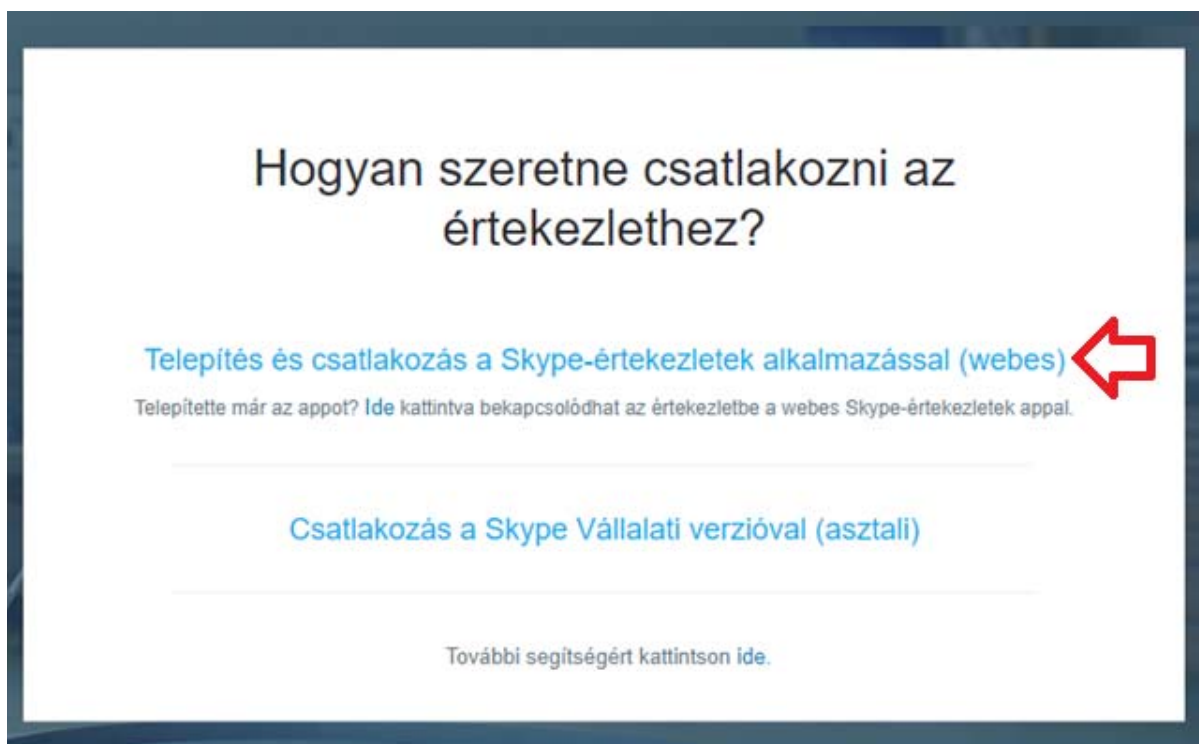 Hogyan szeretne csatlakozni az
értekezlethez?
Telepítés és csatlakozás a Skype-értekezletek alkalmazással (webes)
Telepítette már az appot? Ide kattintva bekapcsolódhat az értekezletbe a webes Skype-értekezletek appal.
Csatlakozás a Skype Vállalati verzióval (asztali)
További segítségért kattintson ide.